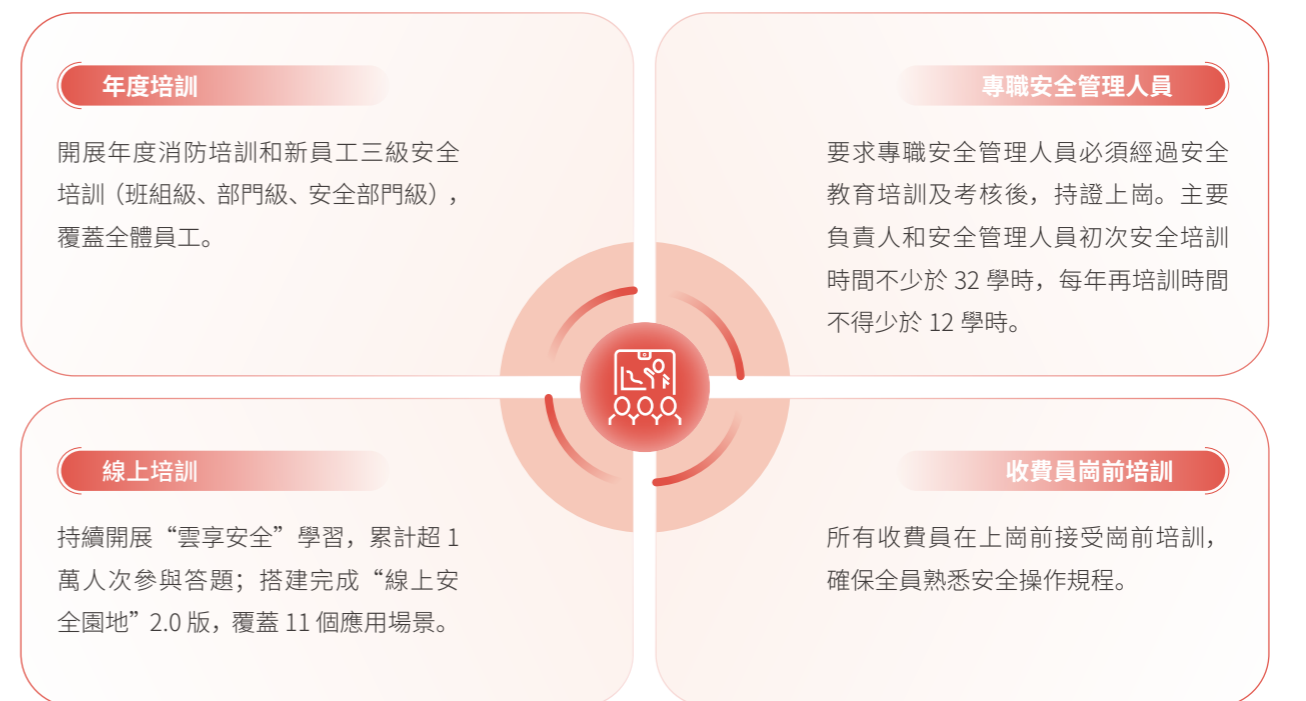 年度培訓
開展年度消防培訓和新員工三級安全
培訓（班組級、部門級、安全部門級），
覆蓋全體員工。
專職安全管理人員
要求專職安全管理人員必須經過安全
教育培訓及考核後，持證上崗。主要
負責人和安全管理人員初次安全培訓
時間不少於 32 學時，每年再培訓時間
不得少於 12 學時。
線上培訓
持續開展“雲享安全”學習，累計超 1
萬人次參與答題；搭建完成“線上安
全園地”2.0 版，覆蓋 11 個應用場景。
收費員崗前培訓
所有收費員在上崗前接受崗前培訓，
確保全員熟悉安全操作規程。